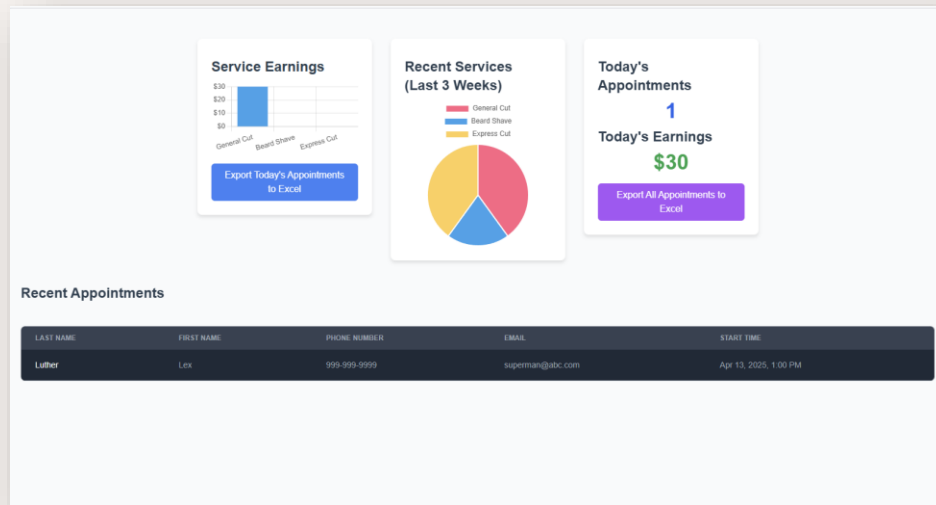 Service Earnings
$30
$20
$10
$0
General Cut
Beard Shave
Express Cut
Export Today's Appointments
to Excel
Recent Services
(Last 3 Weeks)
General Cut
Beard Shave
Express Cut
Today's
Appointments
1
Today's Earnings
$30
Export All Appointments to
Excel
Recent Appointments
LAST NAME FIRST NAME PHONE NUMBER EMAIL START TIME
Luther Lex 999-999-9999 superman@abc.com Apr 13, 2025, 1:00 PM